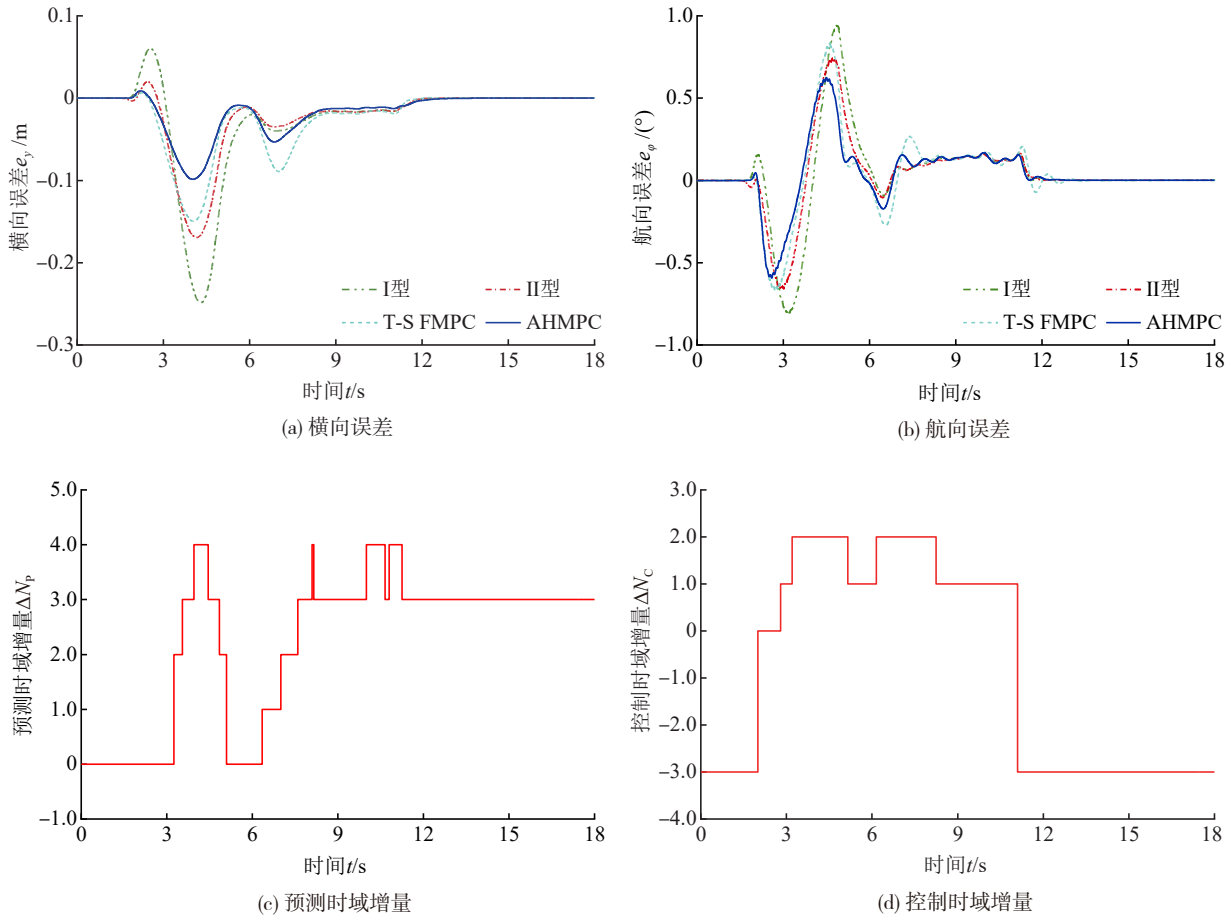 0.1
0
−0.1
−0.2
−0.3
横向误差e_y /m
0 3 6 9 12 15 18
I型 II型
T-S FMPC AHMPC
时间t/s
(a) 横向误差
1.0
0.5
0
−0.5
−1.0
航向误差e_φ /(°)
0 3 6 9 12 15 18
I型 II型
T-S FMPC AHMPC
时间t/s
(b) 航向误差
5.0
4.0
3.0
2.0
1.0
0
−1.0
预测时域增量ΔN_P
0 3 6 9 12 15 18
时间t/s
(c) 预测时域增量
3.0
2.0
1.0
0
−1.0
−2.0
−3.0
−4.0
控制时域增量ΔN_C
0 3 6 9 12 15 18
时间t/s
(d) 控制时域增量